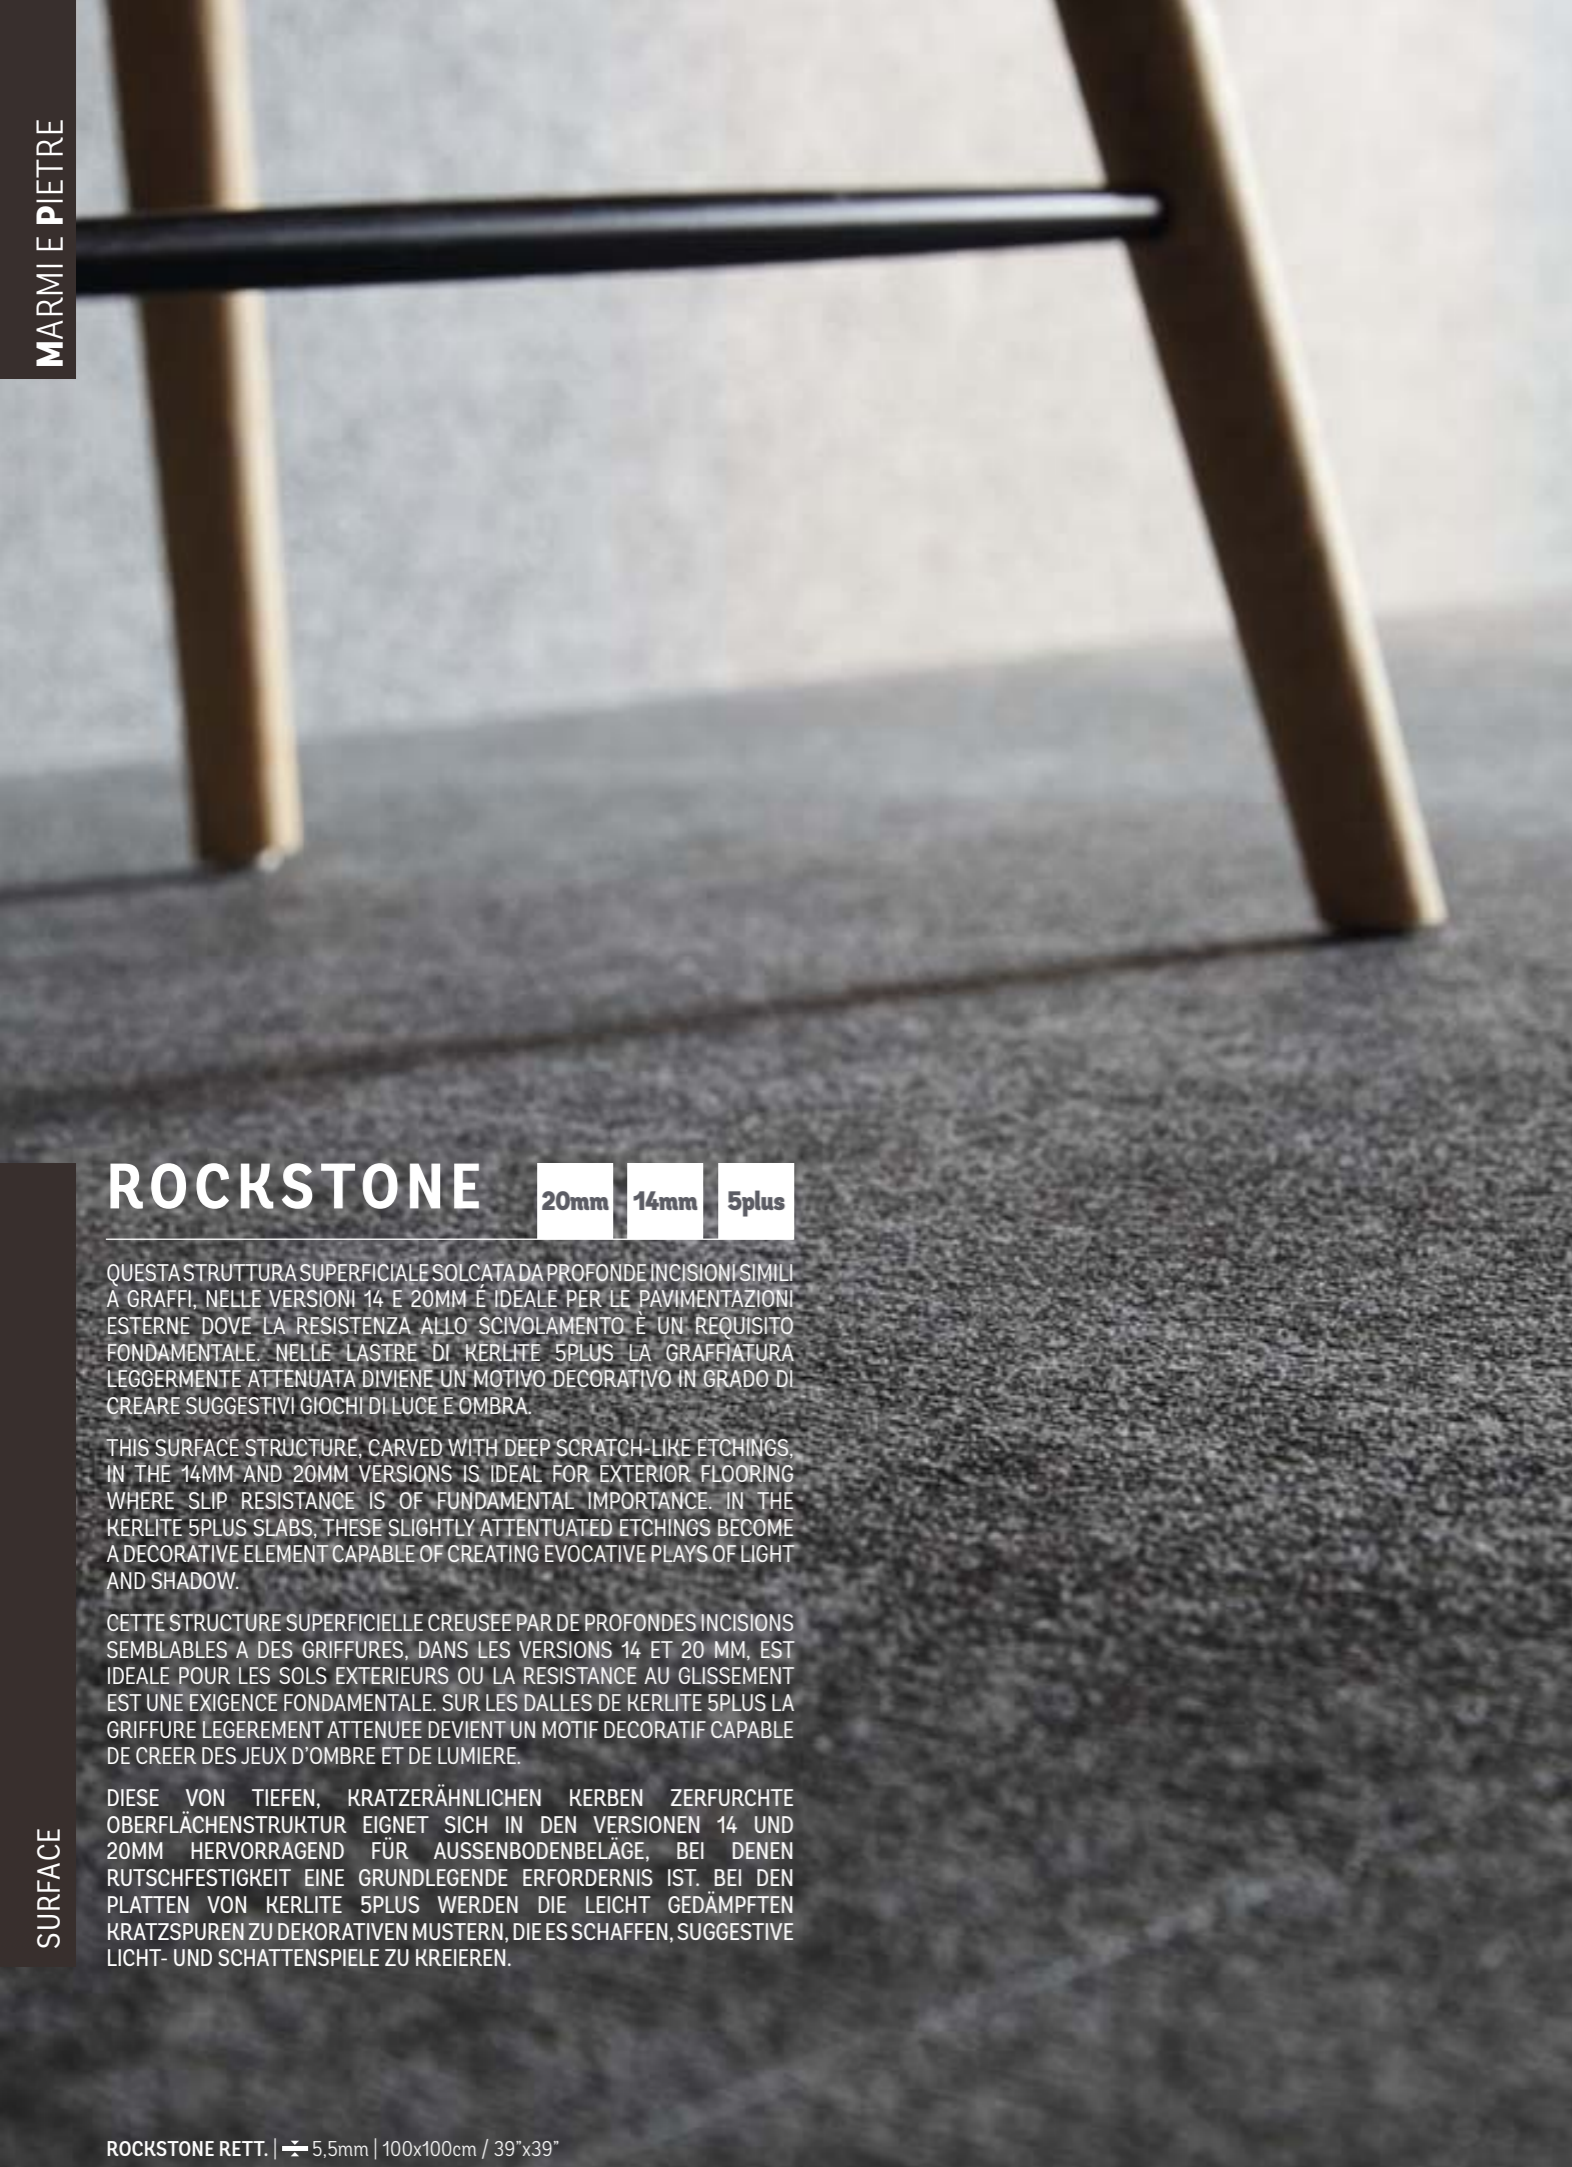 MARMI E PIETRE
ROCKSTONE
20mm 14mm 5plus
QUESTA STRUTTURA SUPERFICIALE SOLCATA DA PROFONDE INCISIONI SIMILI
A GRAFFI, NELLE VERSIONI 14 E 20MM É IDEALE PER LE PAVIMENTAZIONI
ESTERNE DOVE LA RESISTENZA ALLO SCIVOLAMENTO È UN REQUISITO
FONDAMENTALE. NELLE LASTRE DI KERLITE 5PLUS LA GRAFFIATURA
LEGGERMENTE ATTENUATA DIVIENE UN MOTIVO DECORATIVO IN GRADO DI
CREARE SUGGESTIVI GIOCHI DI LUCE E OMBRA.
THIS SURFACE STRUCTURE, CARVED WITH DEEP SCRATCH-LIKE ETCHINGS,
IN THE 14MM AND 20MM VERSIONS IS IDEAL FOR EXTERIOR FLOORING
WHERE SLIP RESISTANCE IS OF FUNDAMENTAL IMPORTANCE. IN THE
KERLITE 5PLUS SLABS, THESE SLIGHTLY ATTENTUATED ETCHINGS BECOME
A DECORATIVE ELEMENT CAPABLE OF CREATING EVOCATIVE PLAYS OF LIGHT
AND SHADOW.
CETTE STRUCTURE SUPERFICIELLE CREUSEE PAR DE PROFONDES INCISIONS
SEMBLABLES A DES GRIFFURES, DANS LES VERSIONS 14 ET 20 MM, EST
IDEALE POUR LES SOLS EXTERIEURS OU LA RESISTANCE AU GLISSEMENT
EST UNE EXIGENCE FONDAMENTALE. SUR LES DALLES DE KERLITE 5PLUS LA
GRIFFURE LEGEREMENT ATTENUEE DEVIENT UN MOTIF DECORATIF CAPABLE
DE CREER DES JEUX D'OMBRE ET DE LUMIERE.
DIESE VON TIEFEN, KRATZERÄHNLICHEN KERBEN ZERFURCHTE
OBERFLÄCHENSTRUKTUR EIGNET SICH IN DEN VERSIONEN 14 UND
20MM HERVORRAGEND FÜR AUSSENBODENBELÄGE, BEI DENEN
RUTSCHFESTIGKEIT EINE GRUNDLEGENDE ERFORDERNIS IST. BEI DEN
PLATTEN VON KERLITE 5PLUS WERDEN DIE LEICHT GEDÄMPFTEN
KRATZSPUREN ZU DEKORATIVEN MUSTERN, DIE ES SCHAFFEN, SUGGESTIVE
LICHT- UND SCHATTENSPIELE ZU KREIEREN.
SURFACE
ROCKSTONE RETT. | 5,5mm | 100x100cm / 39"x39"